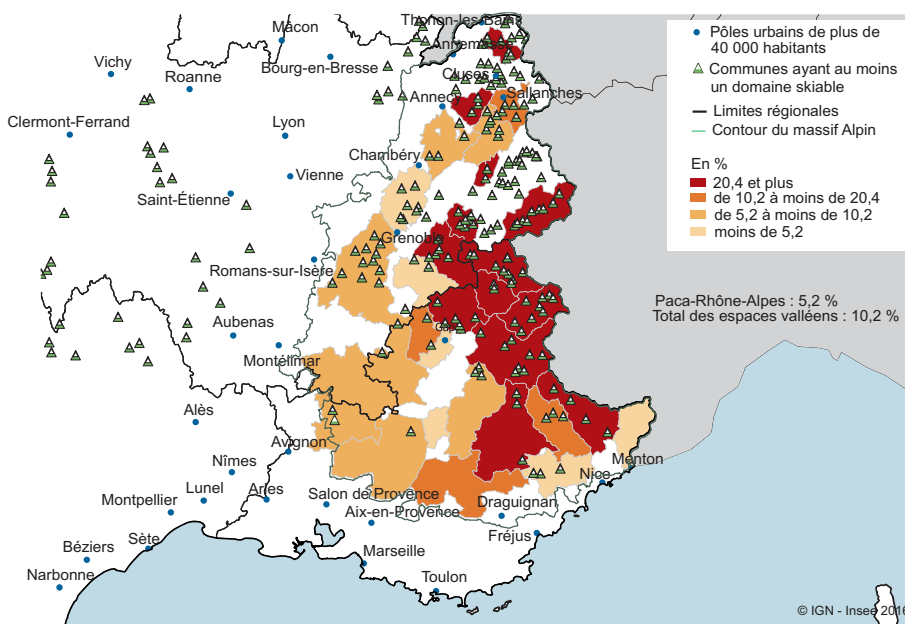 Thonon-les-Bains
Mâcon
Annemasse
Bourg-en-Bresse
Vichy
Cluses
Roanne
Sallanches
Annecy
Clermont-Ferrand
Lyon
Chambéry
Vienne
Saint-Étienne
Grenoble
Romans-sur-Isère
Aubenas
Montélimar
Alès
Avignon
Menton
Nîmes
Nice
Lunel
Arles
Salon de Provence
Montpellier
Draguignan
Aix-en-Provence
Sète
Fréjus
Béziers
Marseille
Narbonne
Toulon
Pôles urbains de plus de
40 000 habitants
Communes ayant au moins
un domaine skiable
Limites régionales
Contour du massif Alpin
En %
20,4 et plus
de 10,2 à moins de 20,4
de 5,2 à moins de 10,2
moins de 5,2
Paca-Rhône-Alpes : 5,2 %
Total des espaces valléens : 10,2 %
© IGN - Insee 2016